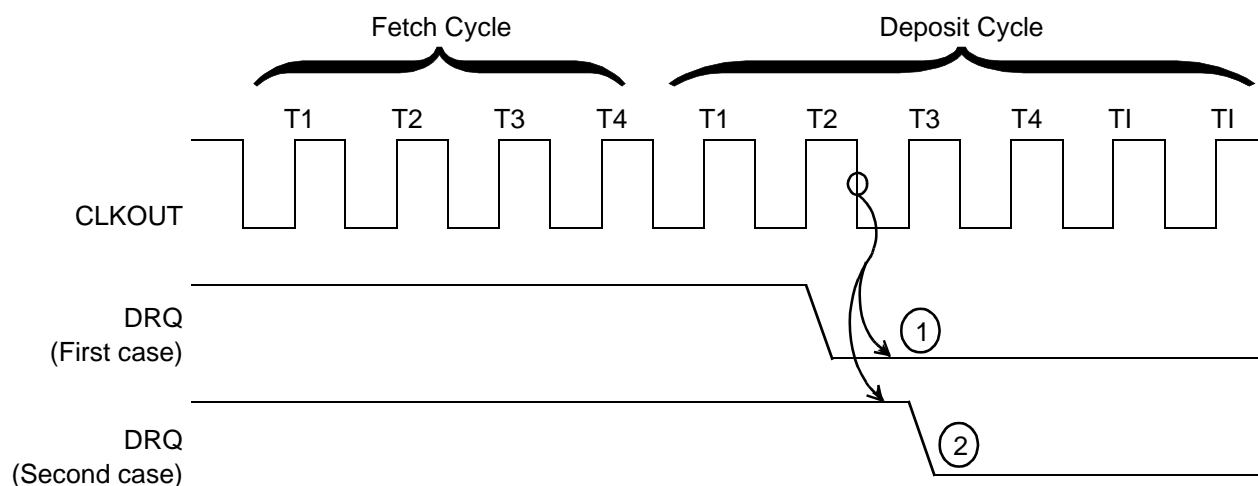 Fetch Cycle
Deposit Cycle
T1 T2 T3 T4 T1 T2 T3 T4 TI TI
CLKOUT
DRQ
(First case)
1
DRQ
(Second case)
2